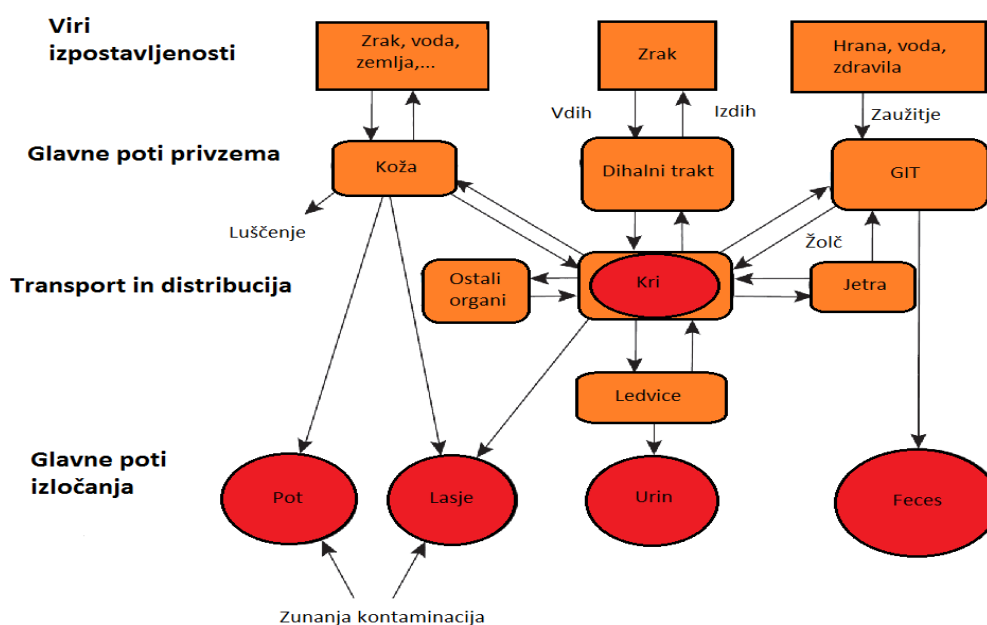 Viri
izpostavljenosti
Zrak, voda,
zemlja,...
Zrak
Hrana, voda,
zdravila
Vdih
Izdih
Zaužitje
Glavne poti privzema
Koža
Dihalni trakt
GIT
Luščenje
Žolč
Transport in distribucija
Ostali
organi
Kri
Jetra
Ledvice
Glavne poti
izločanja
Pot
Lasje
Urin
Feces
Zunanja kontaminacija